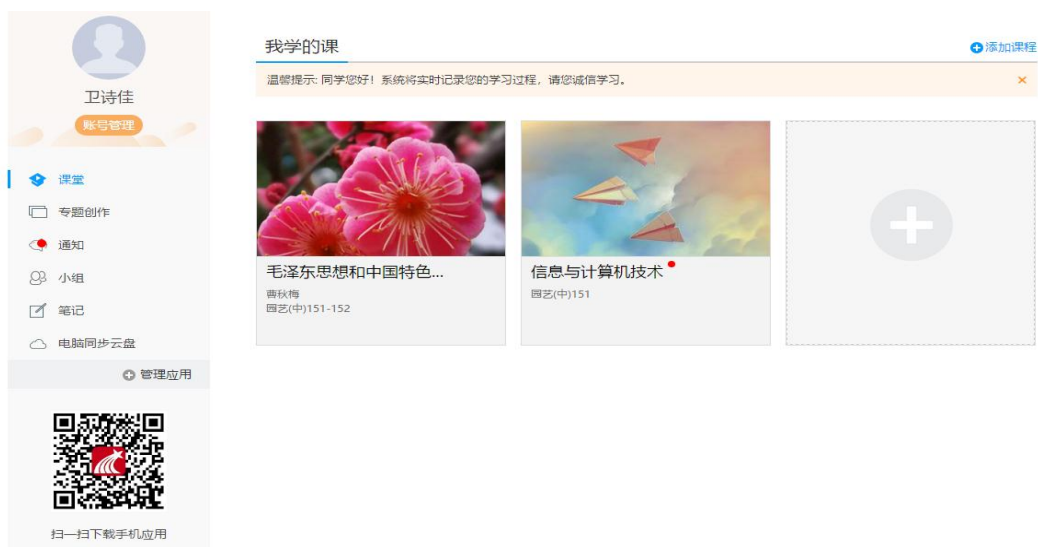 卫诗佳
账号管理
课堂
专题创作
通知
小组
笔记
电脑同步云盘
管理应用
扫一扫下载手机应用
我学的课
添加课程
温馨提示: 同学您好！系统将实时记录您的学习过程，请您诚信学习。
毛泽东思想和中国特色...
曹秋梅
园艺(中)151-152
信息与计算机技术
园艺(中)151